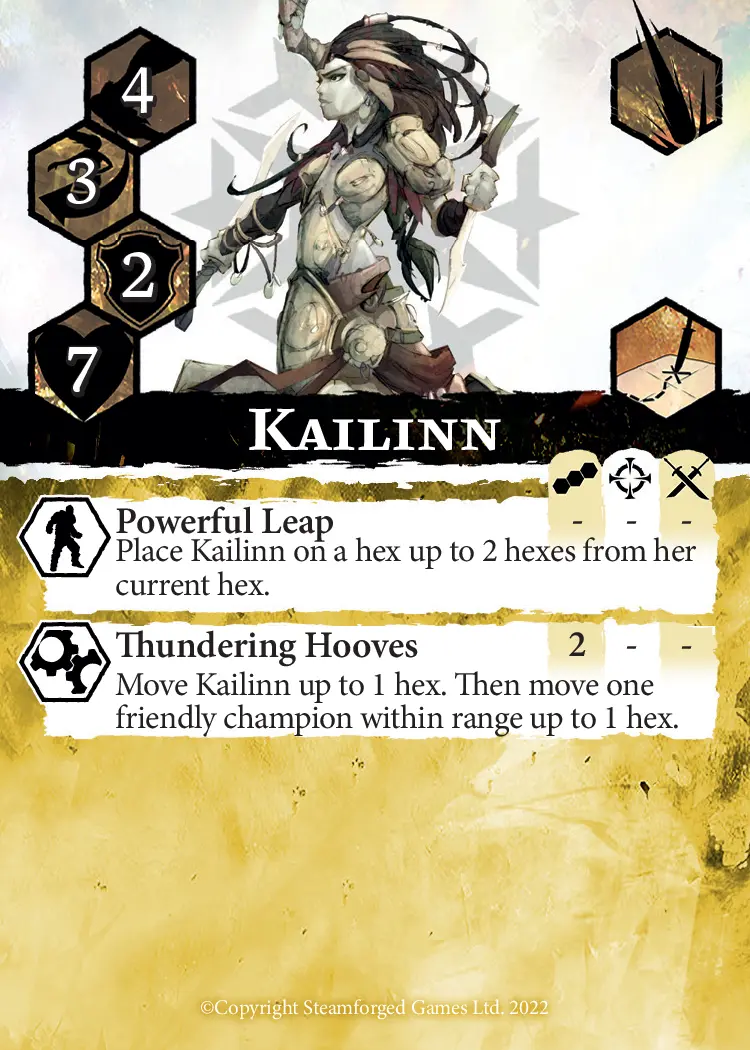 4
3
2
7
KAILINN
Powerful Leap - - -
Place Kailinn on a hex up to 2 hexes from her
current hex.
Thundering Hooves 2 - -
Move Kailinn up to 1 hex. Then move one
friendly champion within range up to 1 hex.
©Copyright Steamforged Games Ltd. 2022